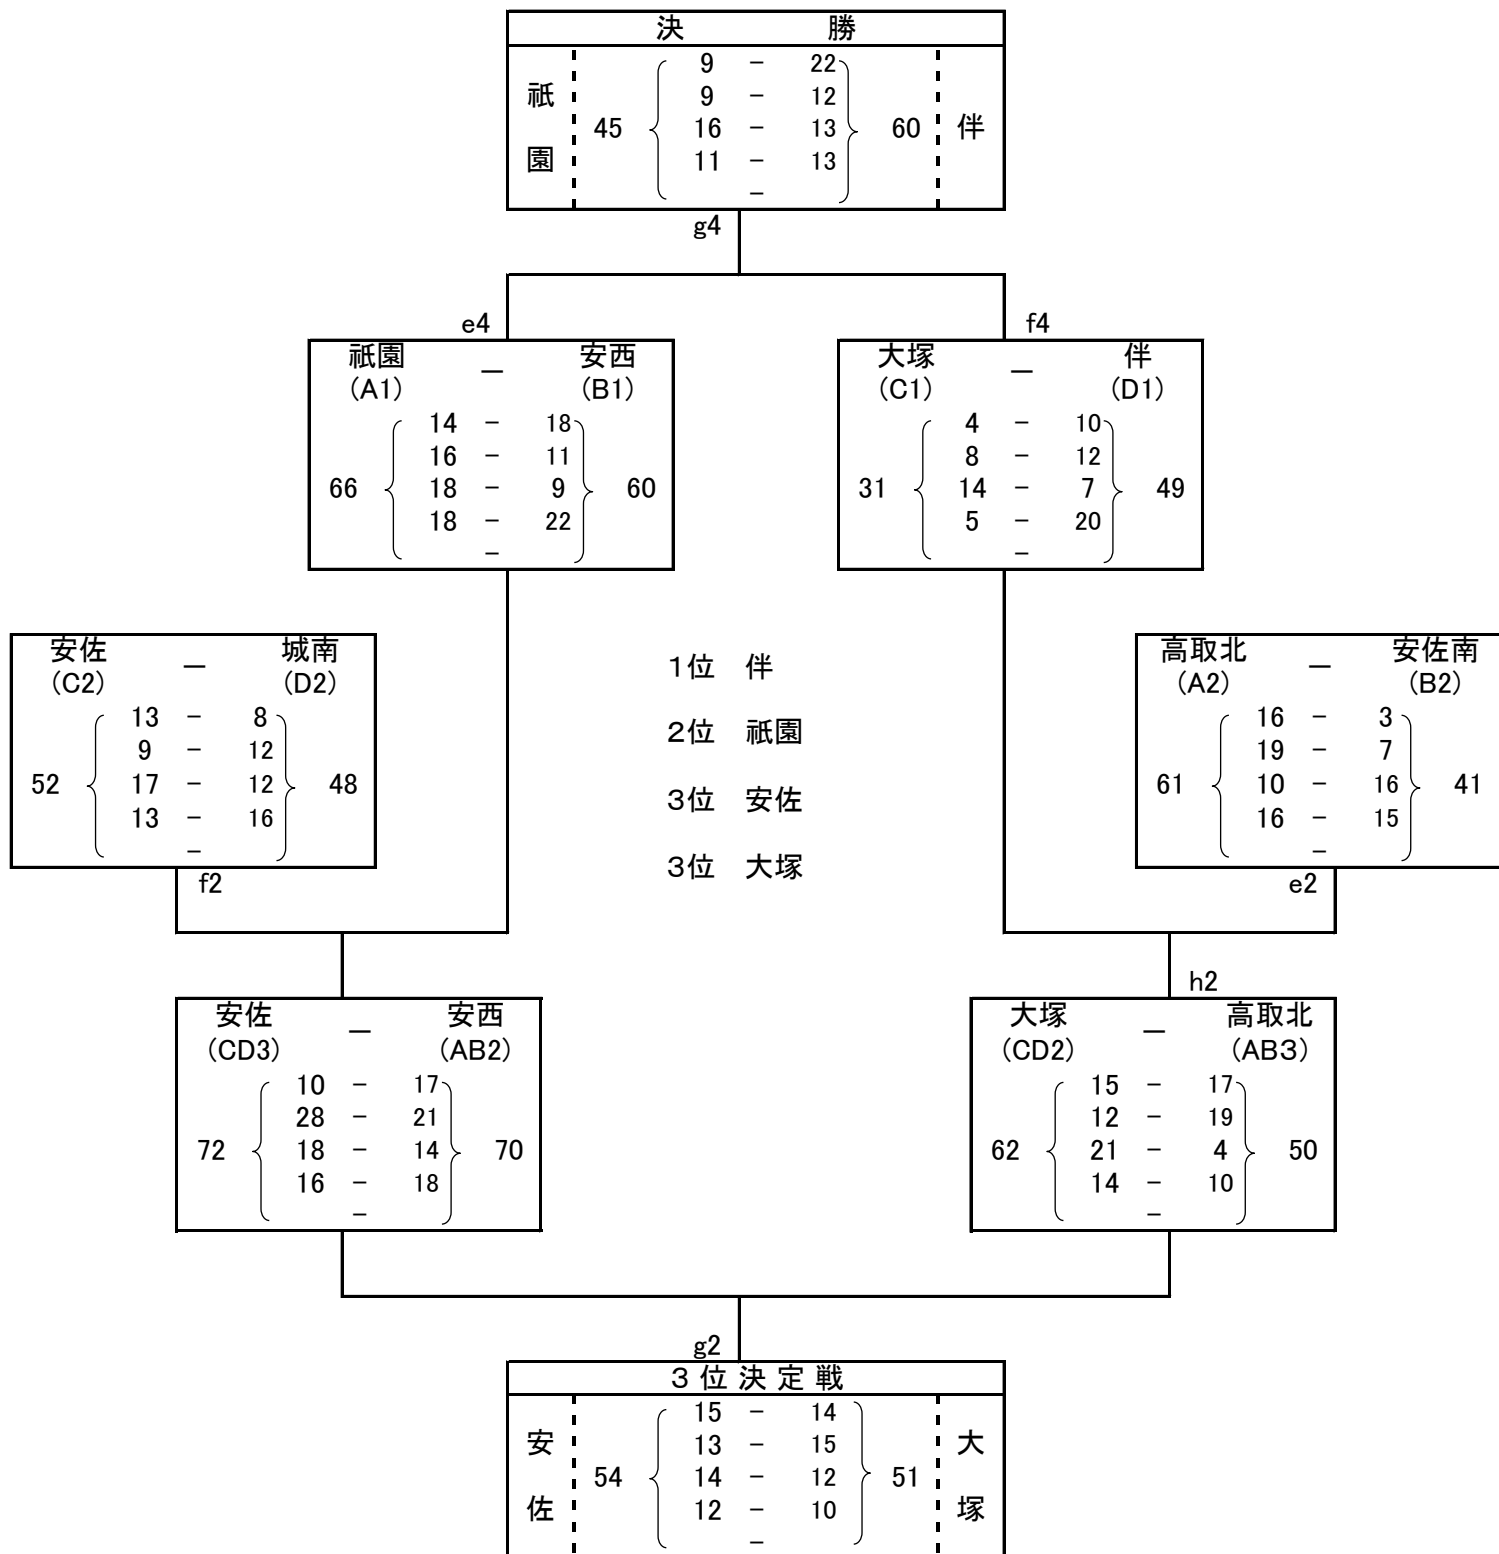 決 勝
祇園 45 9 － 22 60 伴
9 － 12
16 － 13
11 － 13
－
g4
e4 f4
祇園 － 安西
(A1) (B1)
14 － 18
16 － 11
66 18 － 9 60
18 － 22
－
大塚 － 伴
(C1) (D1)
4 － 10
8 － 12
31 14 － 7 49
5 － 20
－
安佐 － 城南
(C2) (D2)
13 － 8
9 － 12
52 17 － 12 48
13 － 16
－
f2
1位 伴
2位 祇園
3位 安佐
3位 大塚
高取北 － 安佐南
(A2) (B2)
16 － 3
19 － 7
61 10 － 16 41
16 － 15
－
e2
安佐 － 安西
(CD3) (AB2)
10 － 17
28 － 21
72 18 － 14 70
16 － 18
－
h2
大塚 － 高取北
(CD2) (AB3)
15 － 17
12 － 19
62 21 － 4 50
14 － 10
－
g2
3位決定戦
安佐 54 15 － 14 51 大塚
13 － 15
14 － 12
12 － 10
－